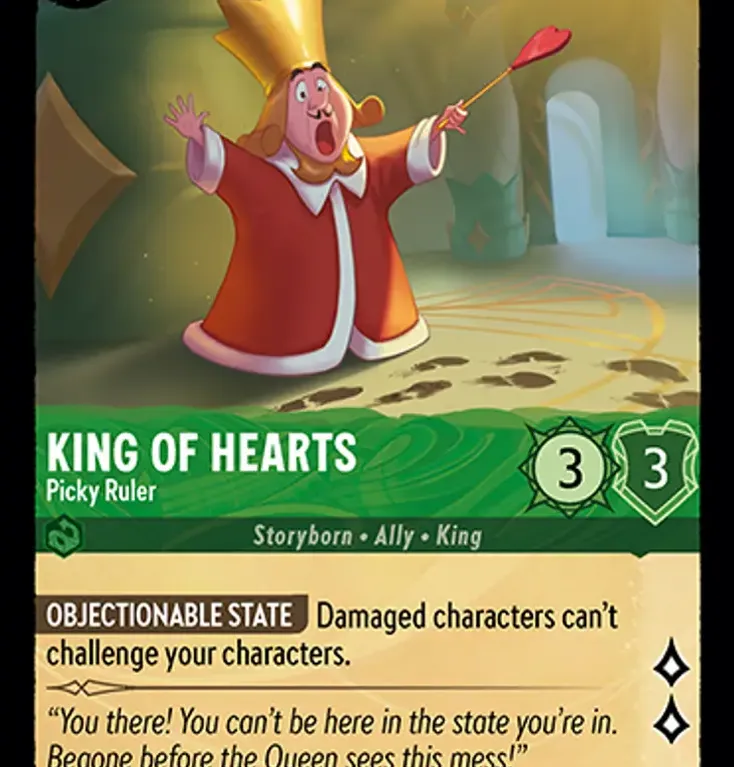 KING OF HEARTS
Picky Ruler
3 3
Storyborn • Ally • King
OBJECTIONABLE STATE Damaged characters can't
challenge your characters.
“You there! You can't be here in the state you're in.
Begone before the Queen sees this mess!”